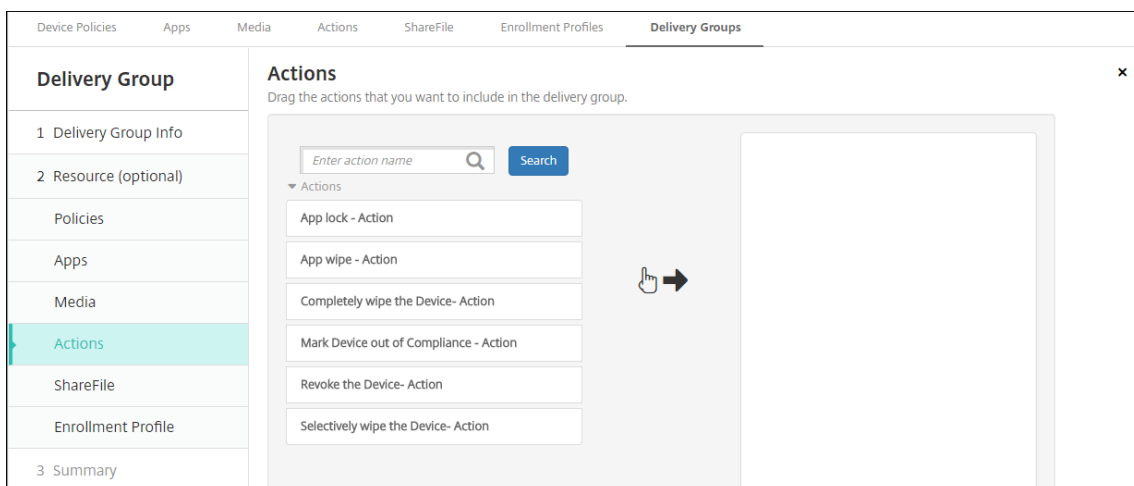 Device Policies Apps Media Actions ShareFile Enrollment Profiles Delivery Groups
Delivery Group
1 Delivery Group Info
2 Resource (optional)
Policies
Apps
Media
Actions
ShareFile
Enrollment Profile
3 Summary
Actions
Drag the actions that you want to include in the delivery group.
Enter action name Search
Actions
App lock - Action
App wipe - Action
Completely wipe the Device- Action
Mark Device out of Compliance - Action
Revoke the Device- Action
Selectively wipe the Device- Action